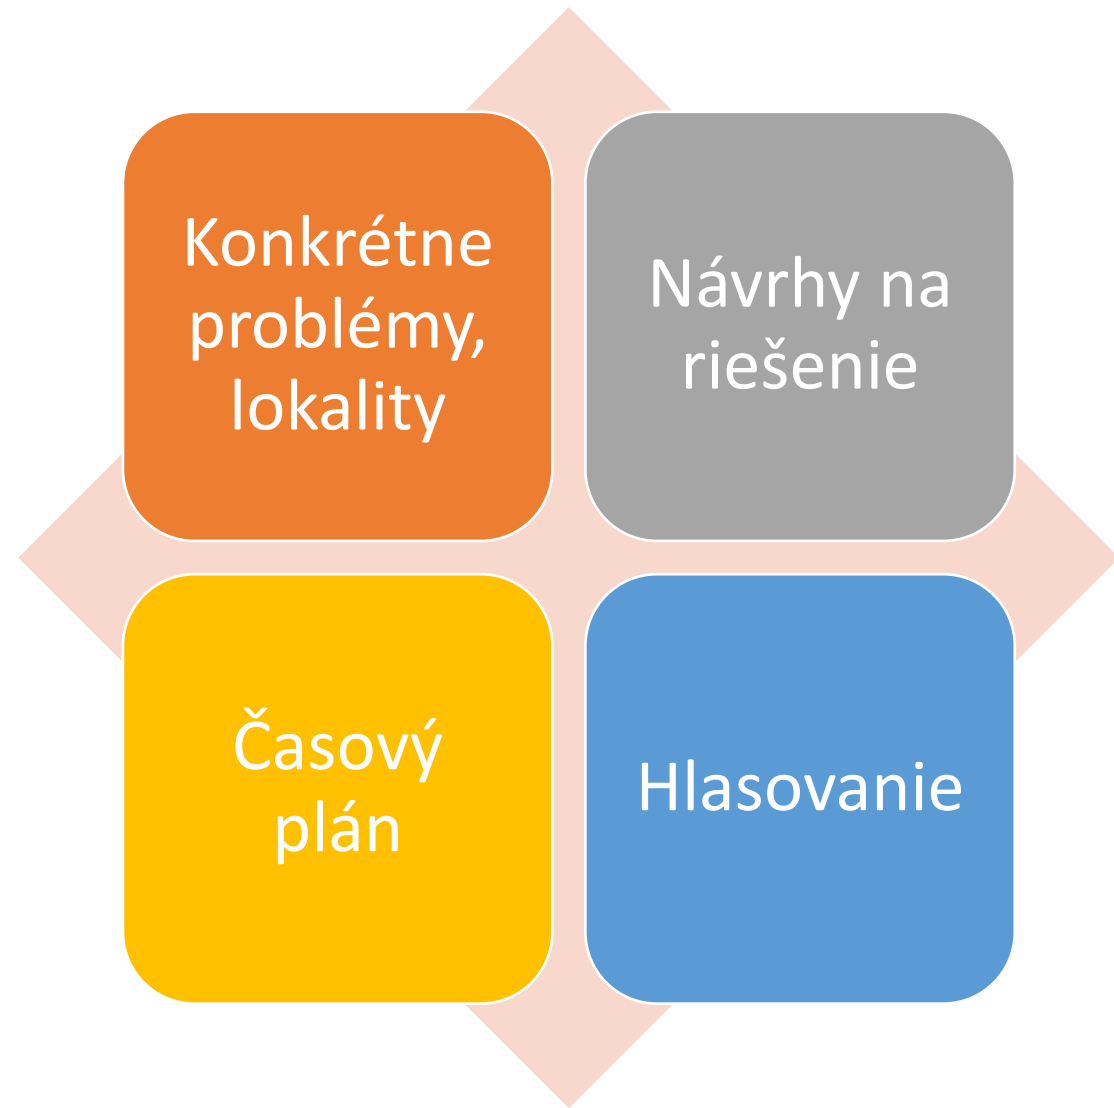 Konkrétne
problémy,
lokality
Návrhy na
riešenie
Časový
plán
Hlasovanie